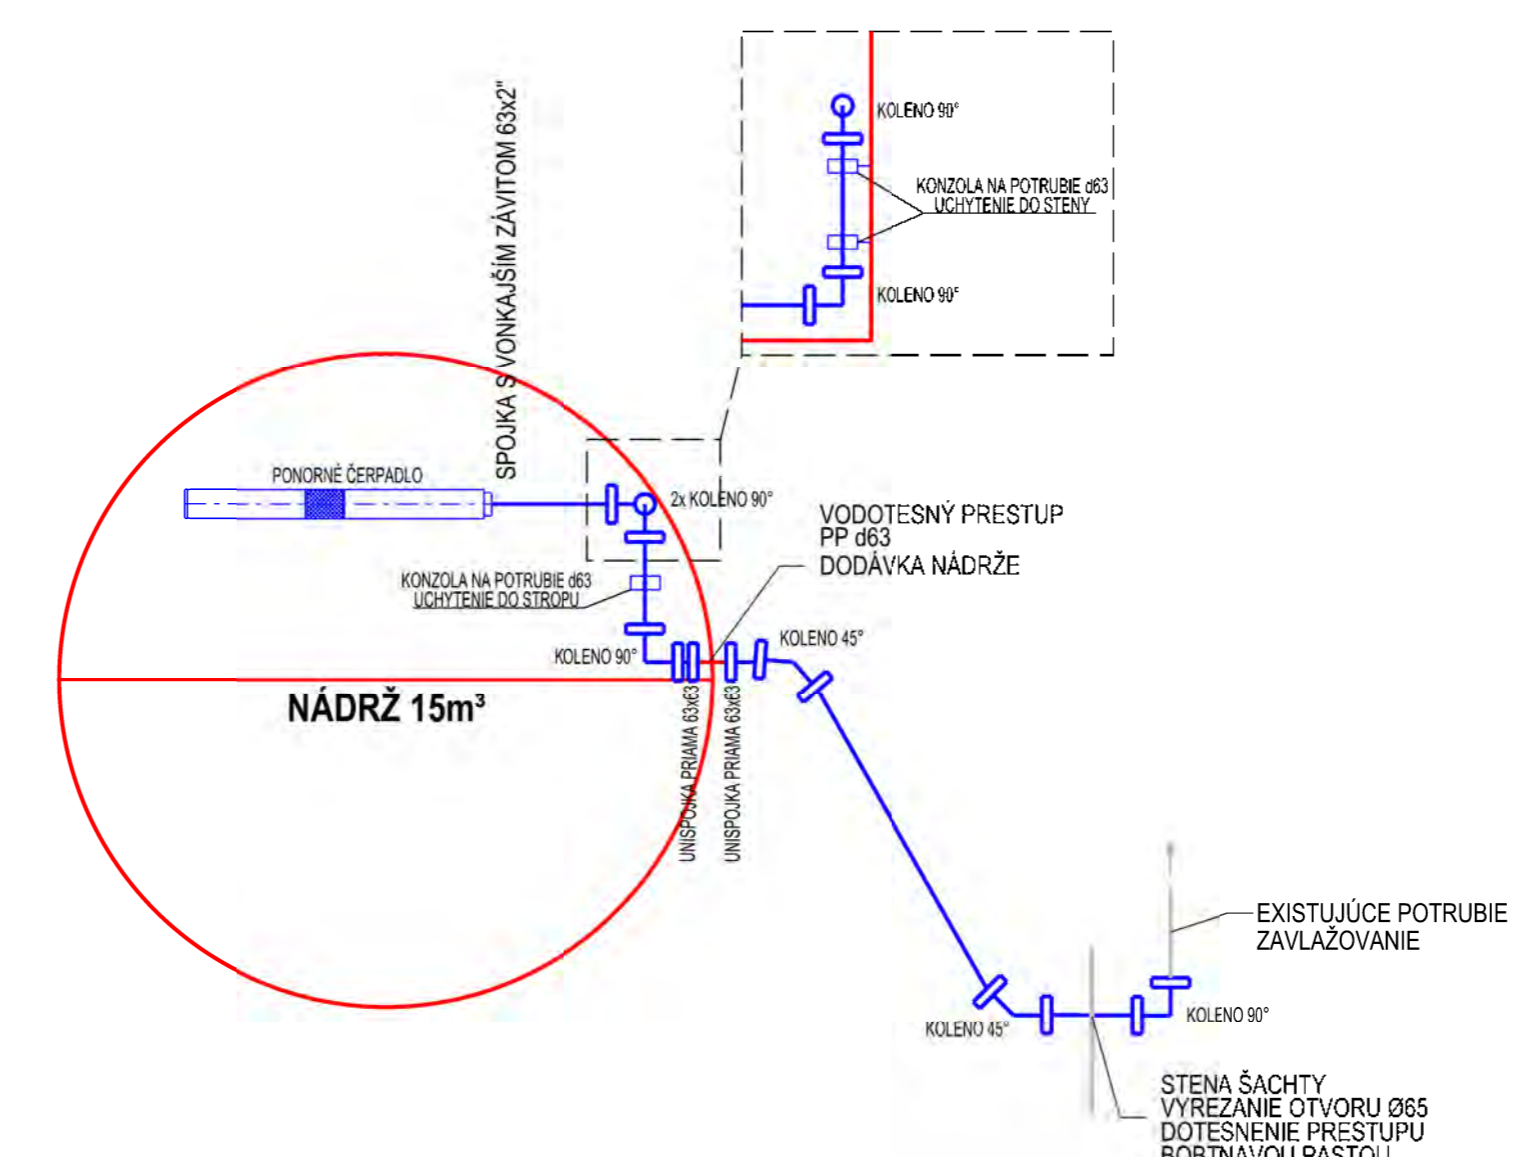 KOLENO 90°
KONZOLA NA POTRUBIE d63
UCHYTENIE DO STENY
KOLENO 90°
SPOJKA S VONKAJŠÍM ZÁVITOM 63x2"
PONORNÉ ČERPADLO
2x KOLENO 90°
VODOTESNÝ PRESTUP
PP d63
DODÁVKA NÁDRŽE
KONZOLA NA POTRUBIE d63
UCHYTENIE DO STROPU
KOLENO 90°
KOLENO 45°
NÁDRŽ 15m³
UNISPOJKA PRIAMA 63x63
UNISPOJKA PRIAMA 63x63
EXISTUJÚCE POTRUBIE
ZAVLAŽOVANIE
KOLENO 45°
KOLENO 90°
STENA ŠACHTY
VYREZANIE OTVORU Ø65
DOTESNENIE PRESTUPU
BOBTNAVOU PASTOU